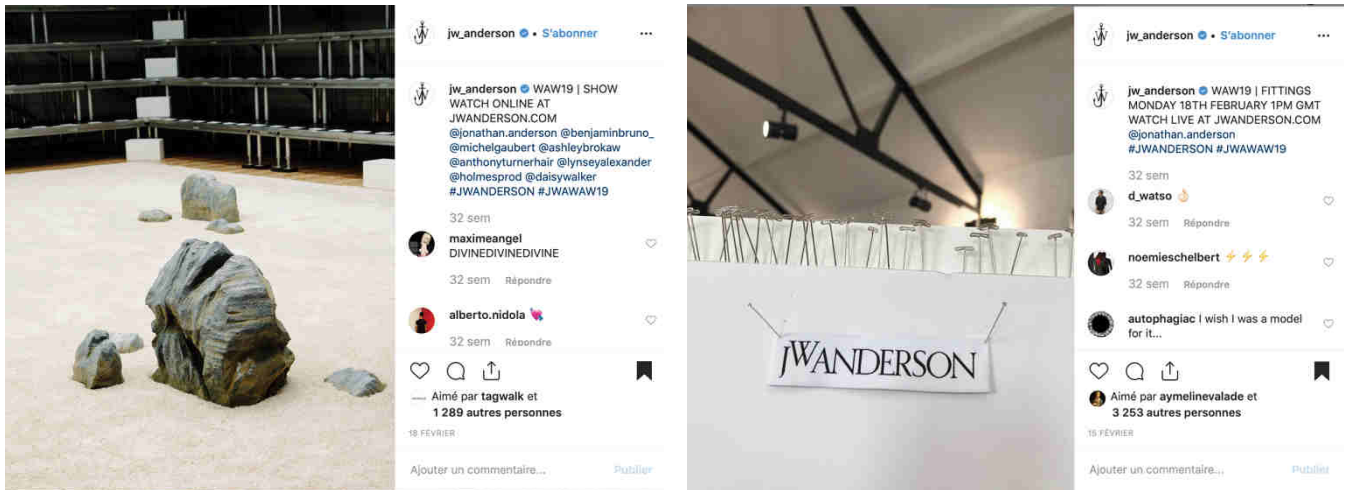 jw_anderson • S'abonner
jw_anderson WAW19 | SHOW
WATCH ONLINE AT
JWANDERSON.COM
@jonathan.anderson @benjaminbruno_
@michelgaubert @ashleybrokaw
@anthonyturnerhair @lynseyalexander
@holmesprod @daisywalker
#JWANDERSON #JWAWAW19
32 sem
maximeangel
DIVINEDIVINEDIVINE
32 sem Répondre
alberto.nidola 💘
32 sem Répondre
Aimé par tagwalk et
1 289 autres personnes
18 FÉVRIER
Ajouter un commentaire... Publier
JWANDERSON
jw_anderson • S'abonner
jw_anderson WAW19 | FITTINGS
MONDAY 18TH FEBRUARY 1PM GMT
WATCH LIVE AT JWANDERSON.COM
@jonathan.anderson
#JWANDERSON #JWAWAW19
32 sem
d_watso 👌🏻
32 sem Répondre
noemieschelbert ⚡⚡⚡
32 sem Répondre
autophagiac I wish I was a model
for it...
Aimé par aymelinevalade et
3 253 autres personnes
15 FÉVRIER
Ajouter un commentaire... Publier